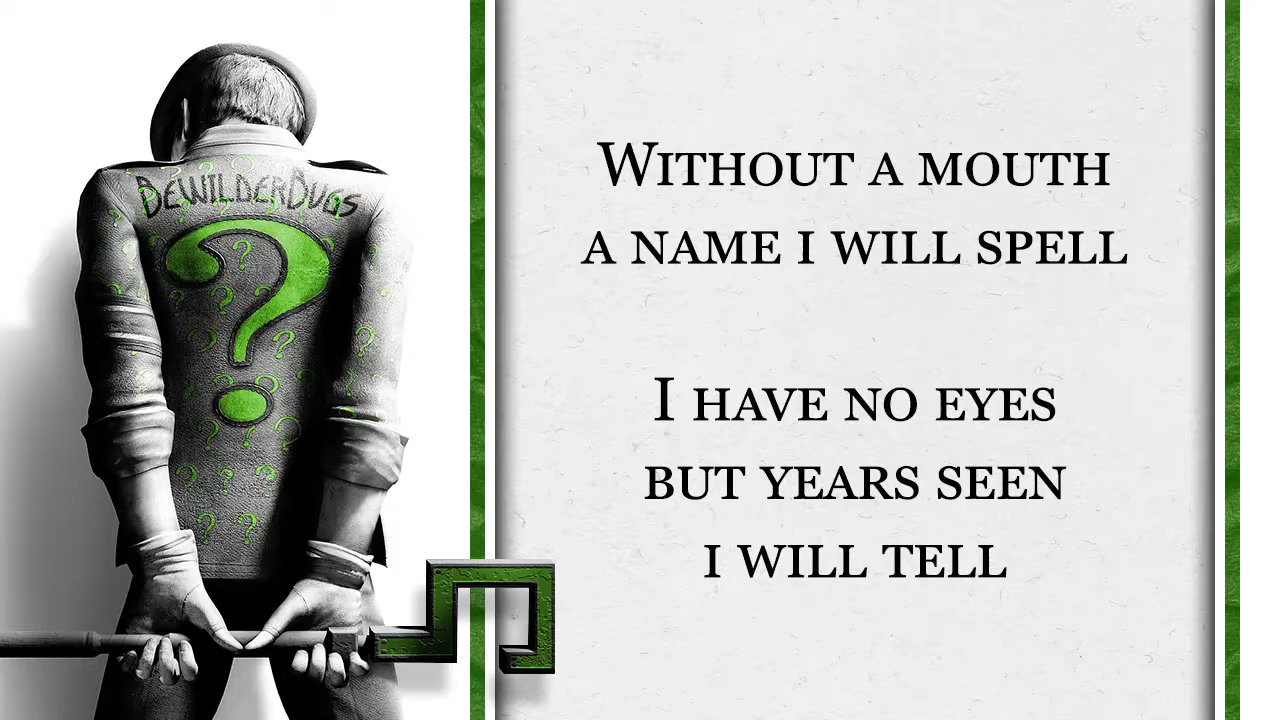 BEWILDERBUGS
?
WITHOUT A MOUTH
A NAME I WILL SPELL
I HAVE NO EYES
BUT YEARS SEEN
I WILL TELL